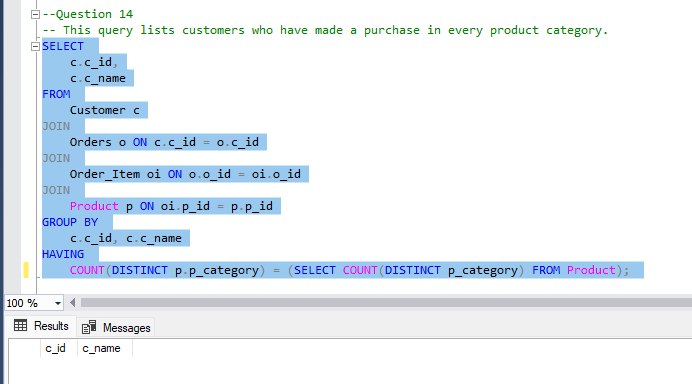 --Question 14
-- This query lists customers who have made a purchase in every product category.
SELECT
c.c_id,
c.c_name
FROM
Customer c
JOIN
Orders o ON c.c_id = o.c_id
JOIN
Order_Item oi ON o.o_id = oi.o_id
JOIN
Product p ON oi.p_id = p.p_id
GROUP BY
c.c_id, c.c_name
HAVING
COUNT(DISTINCT p.p_category) = (SELECT COUNT(DISTINCT p_category) FROM Product);
100 %
Results Messages
c_id c_name